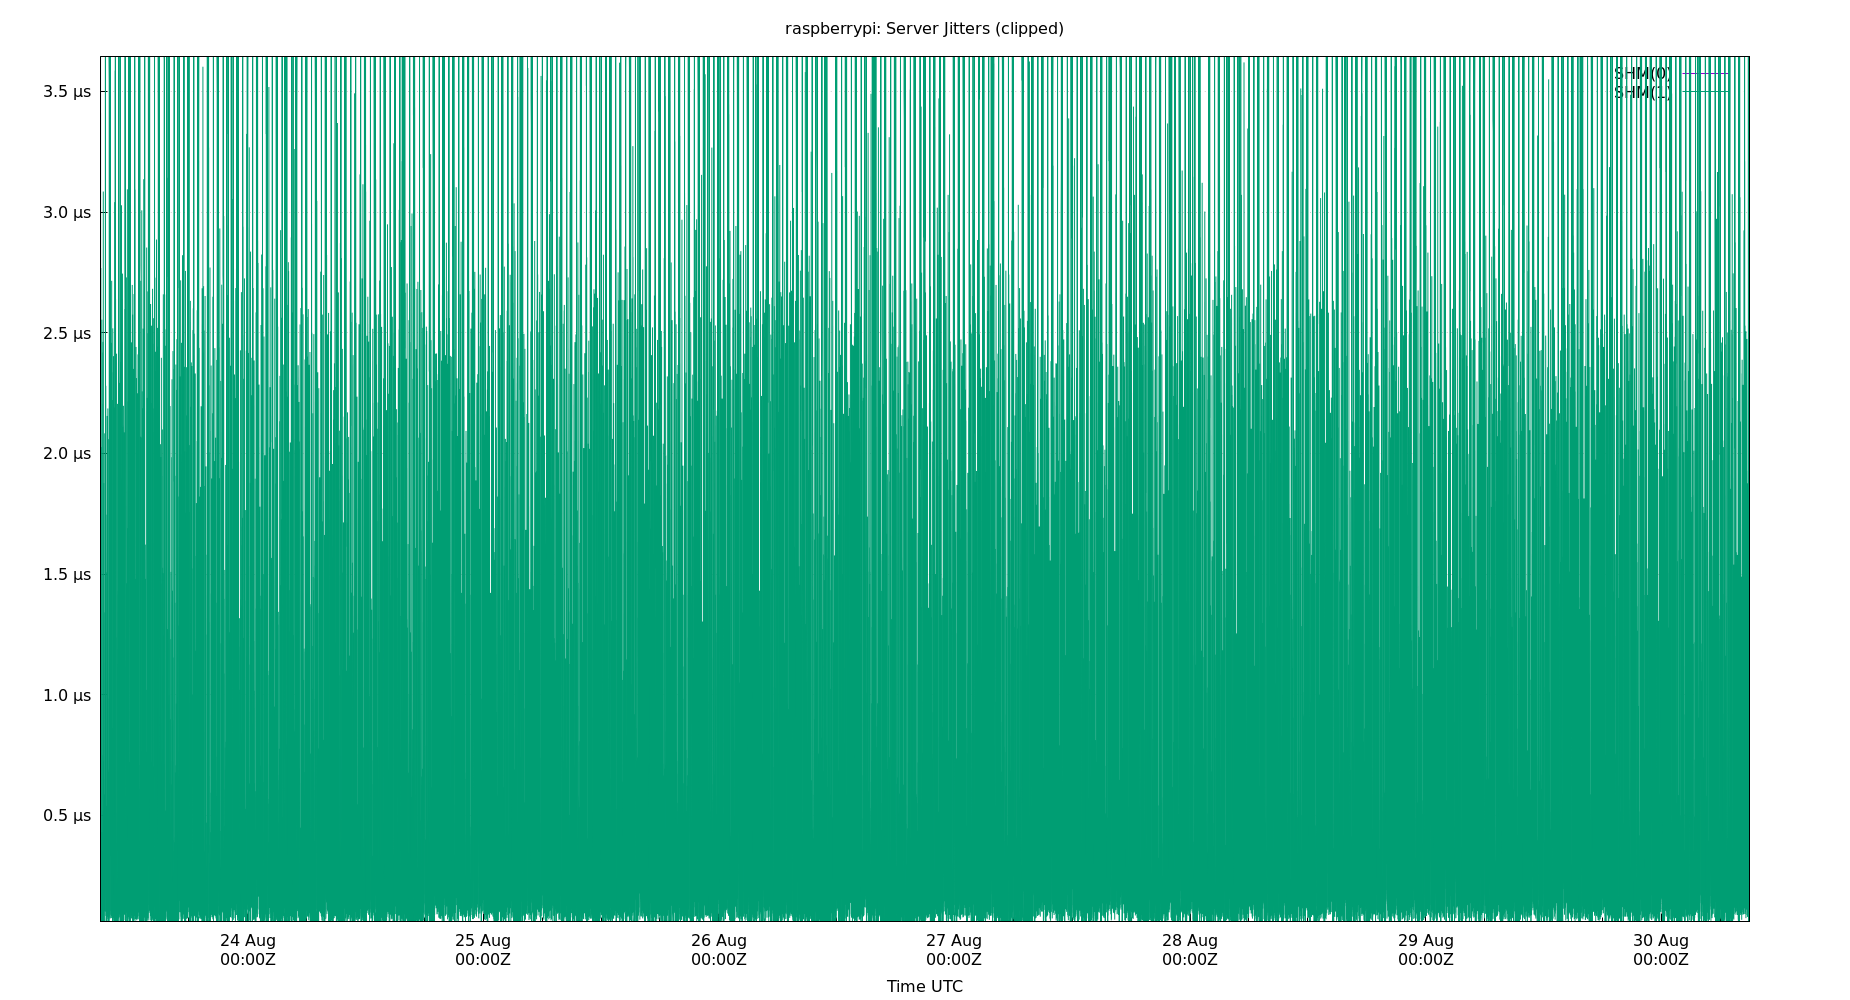 raspberrypi: Server Jitters (clipped)
SHM(0)
SHM(1)
3.5 μs
3.0 μs
2.5 μs
2.0 μs
1.5 μs
1.0 μs
0.5 μs
24 Aug 25 Aug 26 Aug 27 Aug 28 Aug 29 Aug 30 Aug
00:00Z 00:00Z 00:00Z 00:00Z 00:00Z 00:00Z 00:00Z
Time UTC